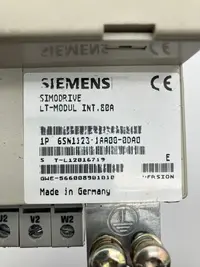 SIEMENS
SIMODRIVE
LT-MODUL INT.80A
1P 6SN1123-1AA00-0DA0
S T-L12016719 E
Made in Germany
V2 W2